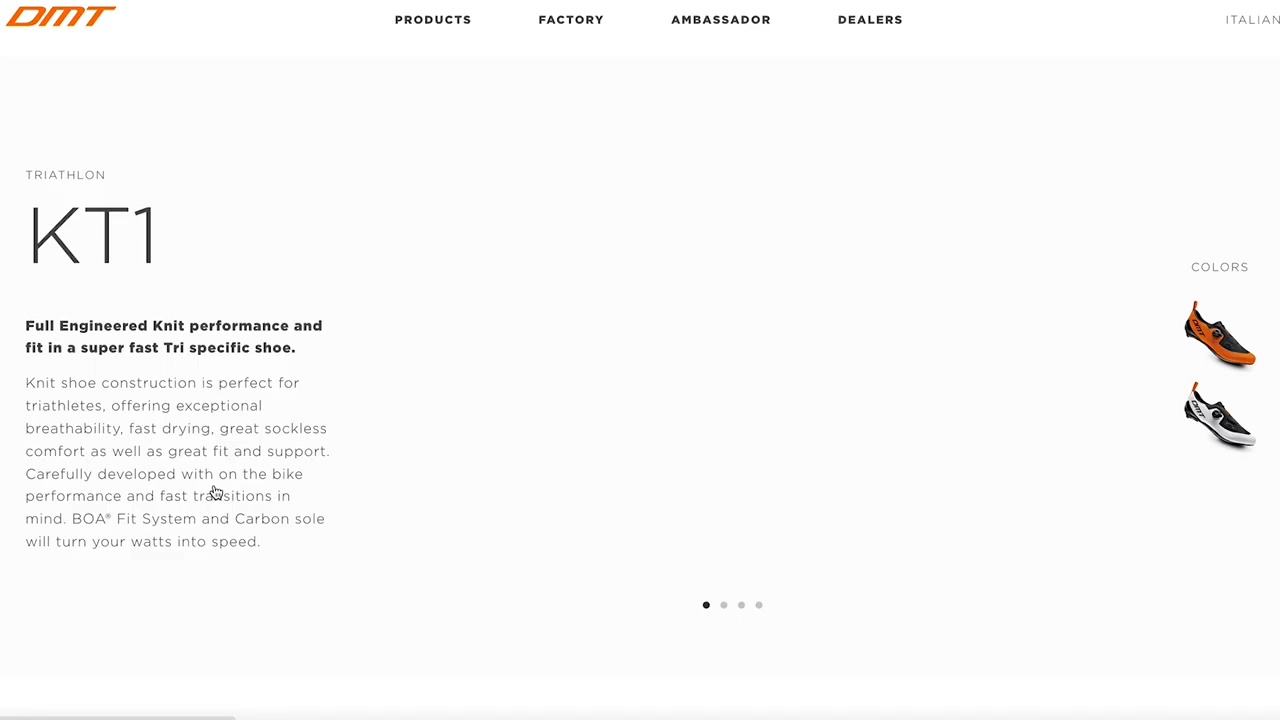 DMT
PRODUCTS
FACTORY
AMBASSADOR
DEALERS
ITALIAN
TRIATHLON
KT1
Full Engineered Knit performance and
fit in a super fast Tri specific shoe.
Knit shoe construction is perfect for
triathletes, offering exceptional
breathability, fast drying, great sockless
comfort as well as great fit and support.
Carefully developed with on the bike
performance and fast transitions in
mind. BOA® Fit System and Carbon sole
will turn your watts into speed.
COLORS
DMT
DMT